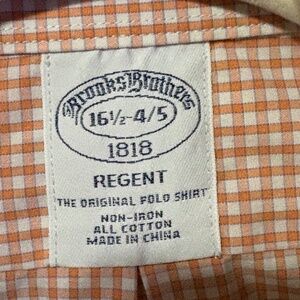 Brooks Brothers
16½-4/5
1818
REGENT
THE ORIGINAL POLO SHIRT
NON-IRON
ALL COTTON
MADE IN CHINA